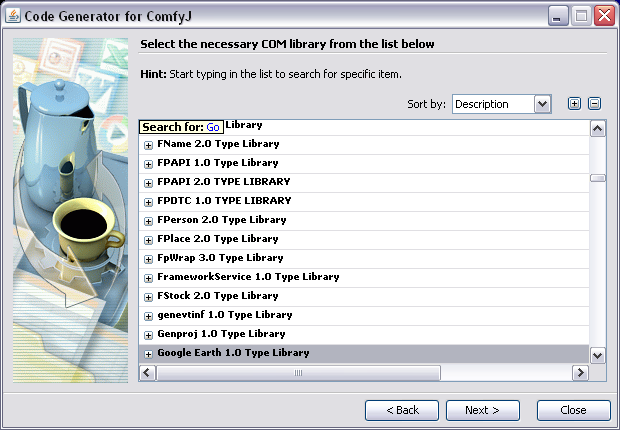 Code Generator for ComfyJ
Select the necessary COM library from the list below
Hint: Start typing in the list to search for specific item.
Sort by: Description
Search for: Go Library
FName 2.0 Type Library
FPAPI 1.0 Type Library
FPAPI 2.0 TYPE LIBRARY
FPDTC 1.0 TYPE LIBRARY
FPerson 2.0 Type Library
FPlace 2.0 Type Library
FpWrap 3.0 Type Library
FrameworkService 1.0 Type Library
FStock 2.0 Type Library
genevtinf 1.0 Type Library
Genproj 1.0 Type Library
Google Earth 1.0 Type Library
< Back Next > Close